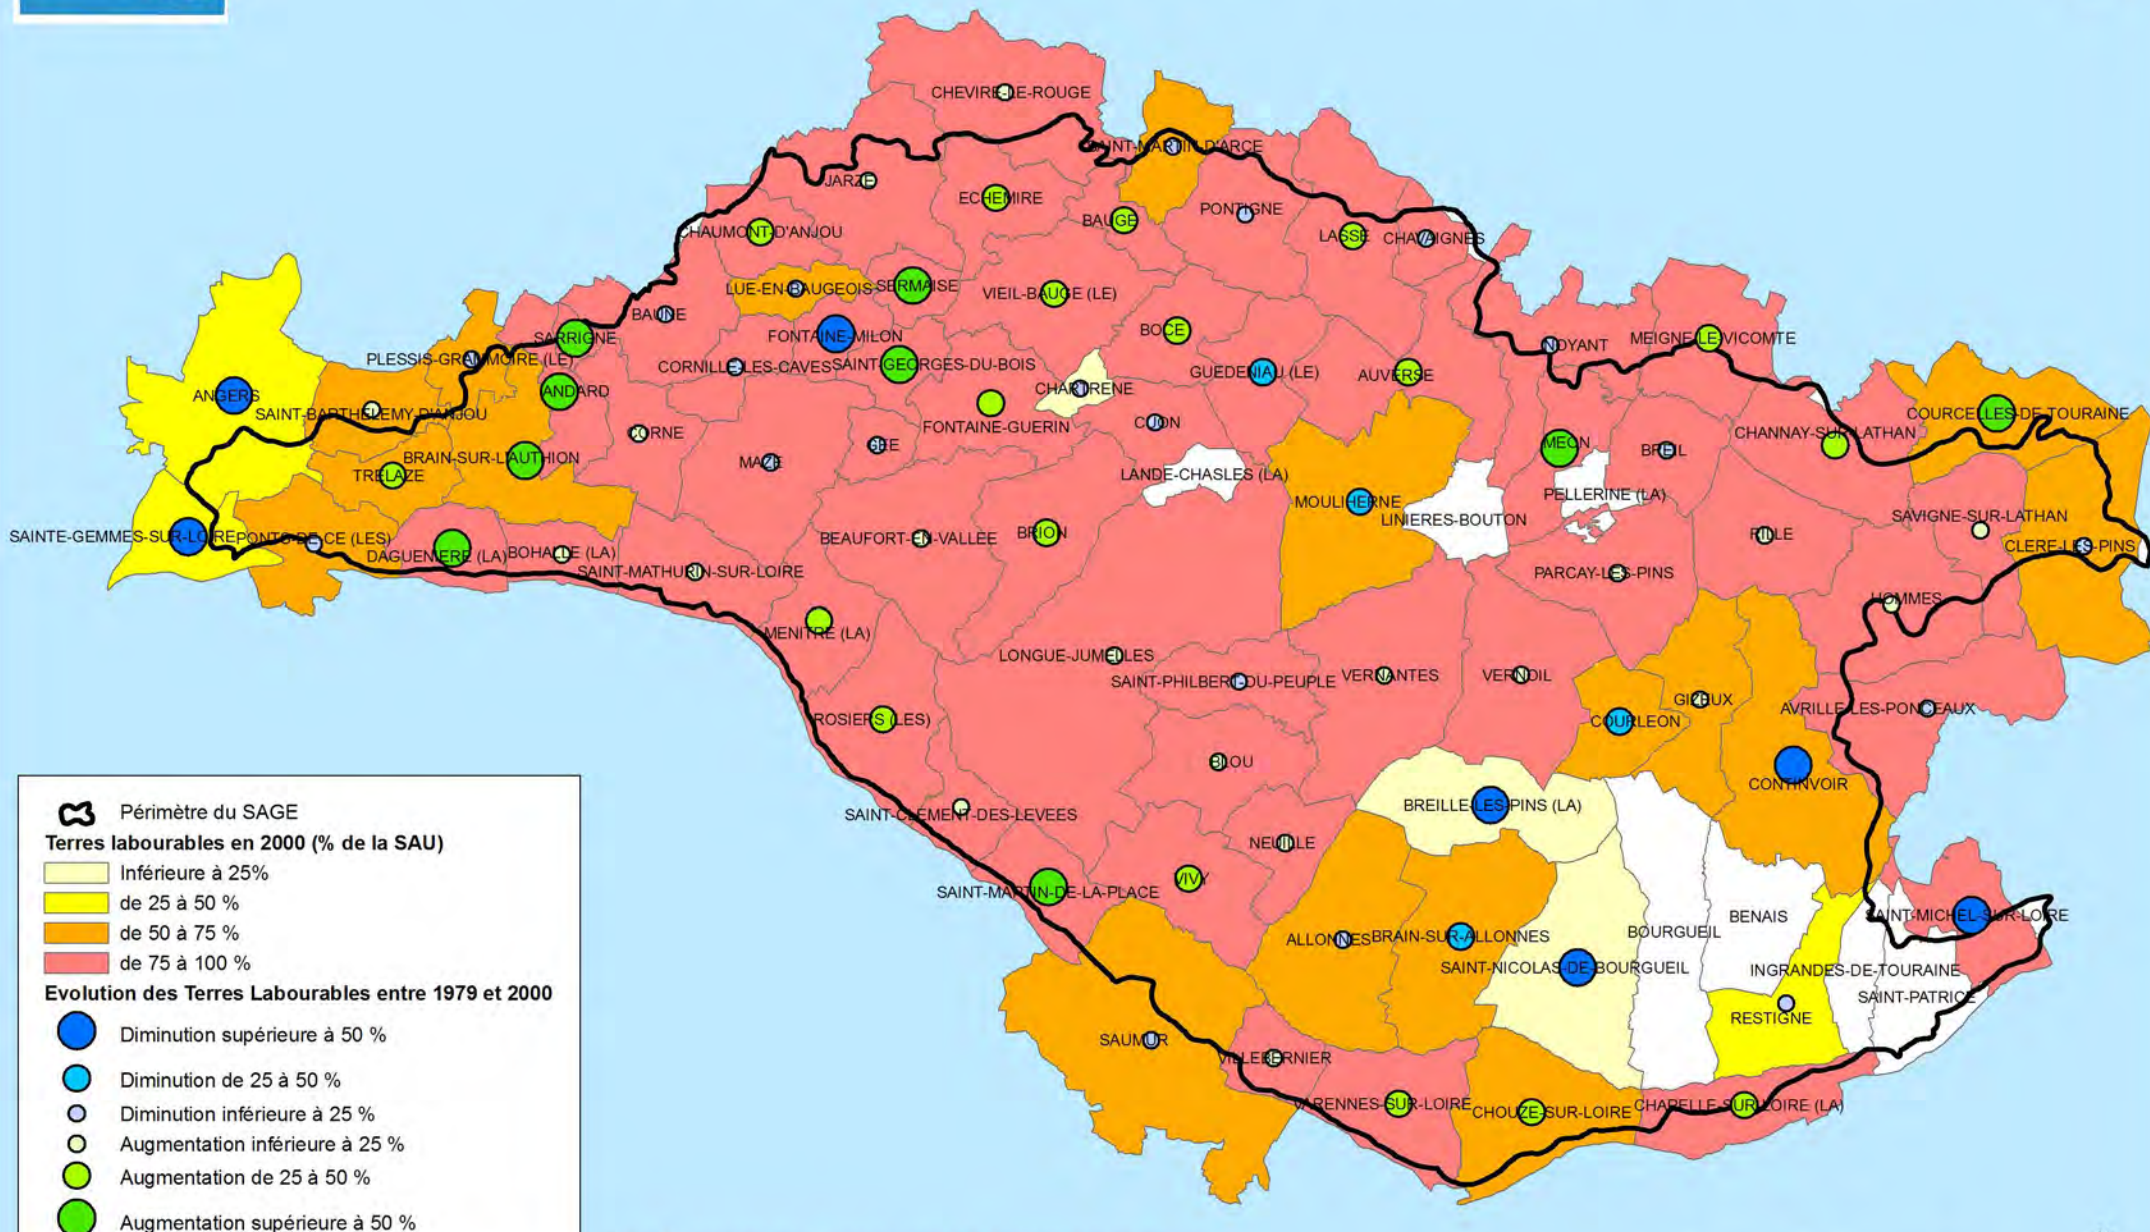 CHEVIRE-LE-ROUGE
SAINT-MARTIN-D'ARCE
JARZE
ECHEMIRE
BAUGE
PONTIGNE
CHAUMONT-D'ANJOU
LASSE
CHAVAIGNES
LUE-EN-BAUGEOIS
SERMAISE
VIEIL-BAUGE (LE)
BAUNE
FONTAINE-MILON
BOCE
SARRIGNE
NOYANT
MEIGNE-LE-VICOMTE
PLESSIS-GRAMMOIRE (LE)
CORNILLE-LES-CAVES
SAINT-GEORGES-DU-BOIS
GUEDENIAU (LE)
AUVERSE
ANGERS
ANDARD
CHARTRENE
SAINT-BARTHELEMY-D'ANJOU
COURCELLES-DE-TOURAINE
CORNE
FONTAINE-GUERIN
CUON
CHANNAY-SUR-LATHAN
GEE
MEON
BREIL
BRAIN-SUR-L'AUTHION
MAZE
TRELAZE
LANDE-CHASLES (LA)
MOULIHERNE
PELLERINE (LA)
LINIERES-BOUTON
SAVIGNE-SUR-LATHAN
SAINTE-GEMMES-SUR-LOIRE
PONTS-DE-CE (LES)
BEAUFORT-EN-VALLEE
BRION
RILLE
CLERE-LES-PINS
DAGUENIERE (LA)
BOHALLE (LA)
SAINT-MATHURIN-SUR-LOIRE
PARCAY-LES-PINS
HOMMES
MENITRE (LA)
LONGUE-JUMELLES
SAINT-PHILBERT-DU-PEUPLE
VERNANTES
VERNOIL
GIZEUX
AVRILLE-LES-PONCEAUX
ROSIERS (LES)
COURLEON
BLOU
CONTINVOIR
SAINT-CLEMENT-DES-LEVEES
BREILLE-LES-PINS (LA)
NEUILLE
VIVY
SAINT-MARTIN-DE-LA-PLACE
BENAIS
SAINT-MICHEL-SUR-LOIRE
BOURGUEIL
ALLONNES
BRAIN-SUR-ALLONNES
SAINT-NICOLAS-DE-BOURGUEIL
INGRANDES-DE-TOURAINE
SAINT-PATRICE
RESTIGNE
SAUMUR
VILLEBERNIER
VARENNES-SUR-LOIRE
CHOUZE-SUR-LOIRE
CHAPELLE-SUR-LOIRE (LA)
Périmètre du SAGE
Terres labourables en 2000 (% de la SAU)
Inférieure à 25%
de 25 à 50 %
de 50 à 75 %
de 75 à 100 %
Evolution des Terres Labourables entre 1979 et 2000
Diminution supérieure à 50 %
Diminution de 25 à 50 %
Diminution inférieure à 25 %
Augmentation inférieure à 25 %
Augmentation de 25 à 50 %
Augmentation supérieure à 50 %